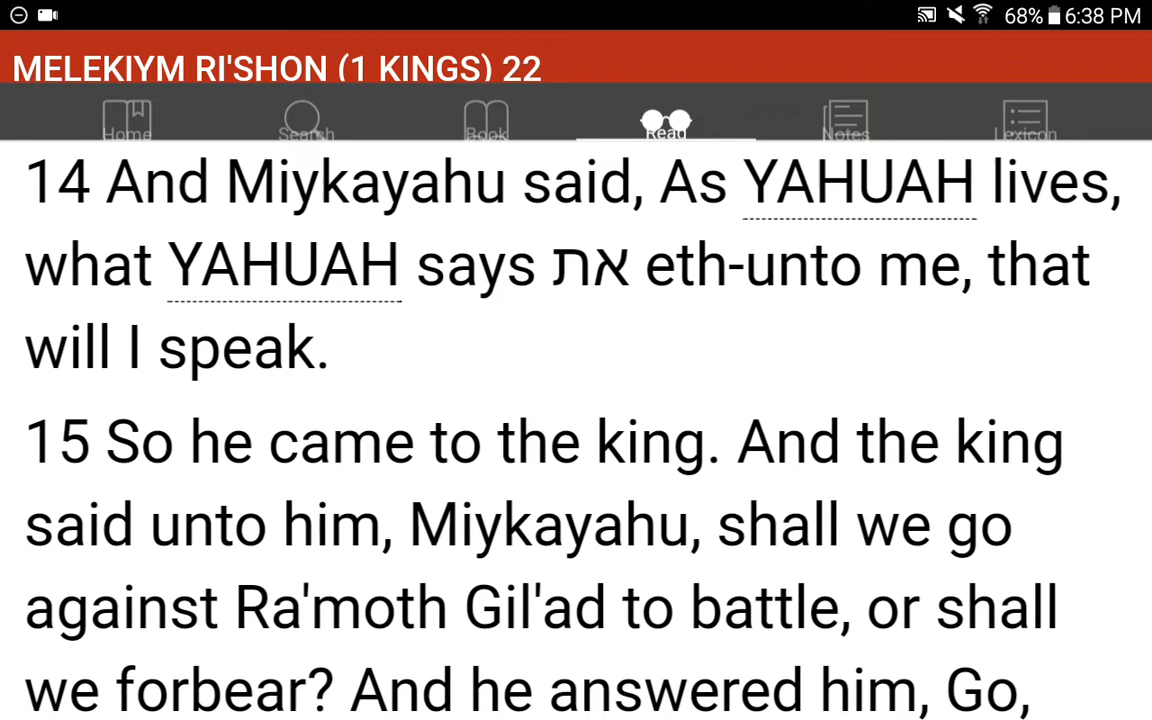 68% 6:38 PM
MELEKIYM RI'SHON (1 KINGS) 22
Home Search Book Read Notes Lexicon
14 And Miykayahu said, As YAHUAH lives,
what YAHUAH says את eth-unto me, that
will I speak.
15 So he came to the king. And the king
said unto him, Miykayahu, shall we go
against Ra'moth Gil'ad to battle, or shall
we forbear? And he answered him, Go,